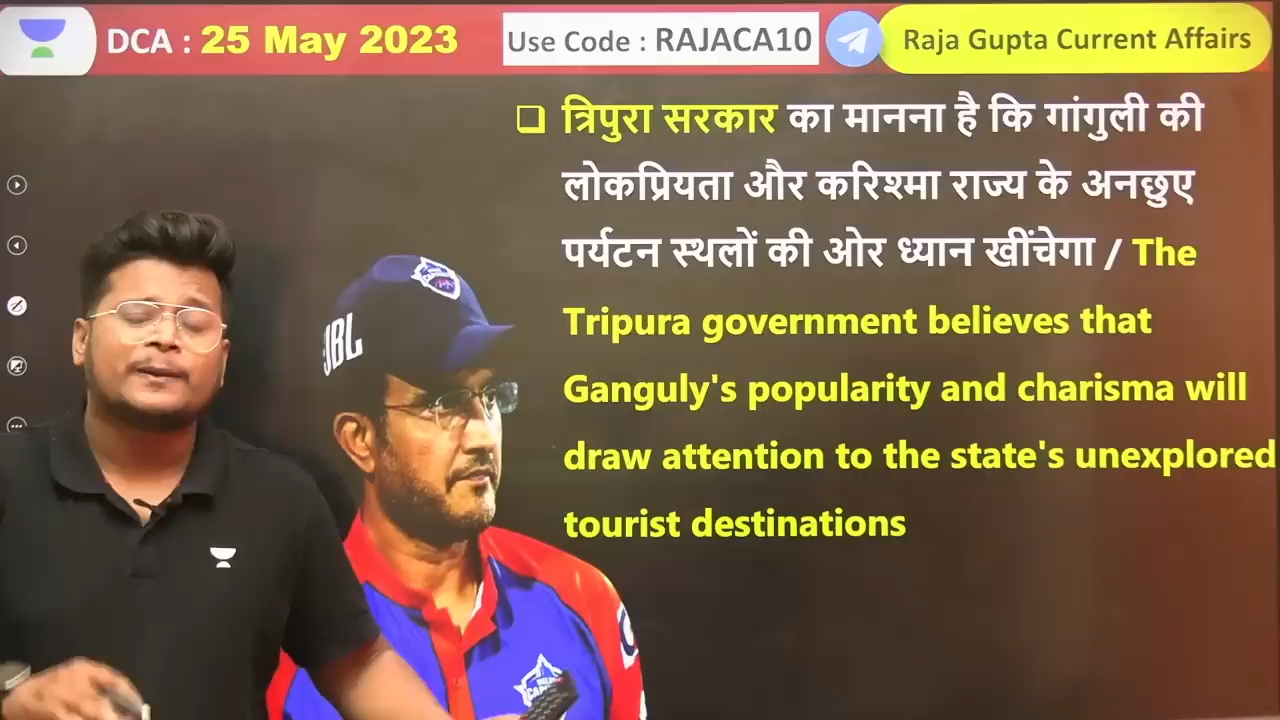 DCA : 25 May 2023
Use Code : RAJACA10
Raja Gupta Current Affairs
❑ त्रिपुरा सरकार का मानना है कि गांगुली की
लोकप्रियता और करिश्मा राज्य के अनछुए
पर्यटन स्थलों की ओर ध्यान खींचेगा / The
Tripura government believes that
Ganguly's popularity and charisma will
draw attention to the state's unexplored
tourist destinations
JBL